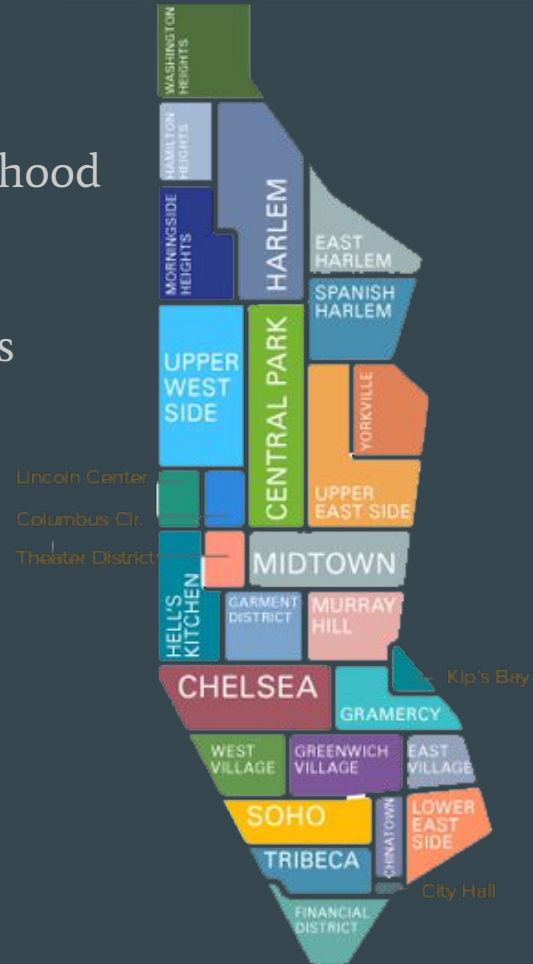 WASHINGTON
HEIGHTS
HAMILTON
HEIGHTS
hood
MORNINGSIDE
HEIGHTS
HARLEM
EAST
HARLEM
SPANISH
HARLEM
s
UPPER
WEST
SIDE
CENTRAL PARK
YORKVILLE
UPPER
EAST SIDE
Lincoln Center
Columbus Cir.
Theater District
MIDTOWN
HELL'S
KITCHEN
GARMENT
DISTRICT
MURRAY
HILL
Kip's Bay
CHELSEA
GRAMERCY
WEST
VILLAGE
GREENWICH
VILLAGE
EAST
VILLAGE
SOHO
CHINATOWN
LOWER
EAST
SIDE
TRIBECA
City Hall
FINANCIAL
DISTRICT